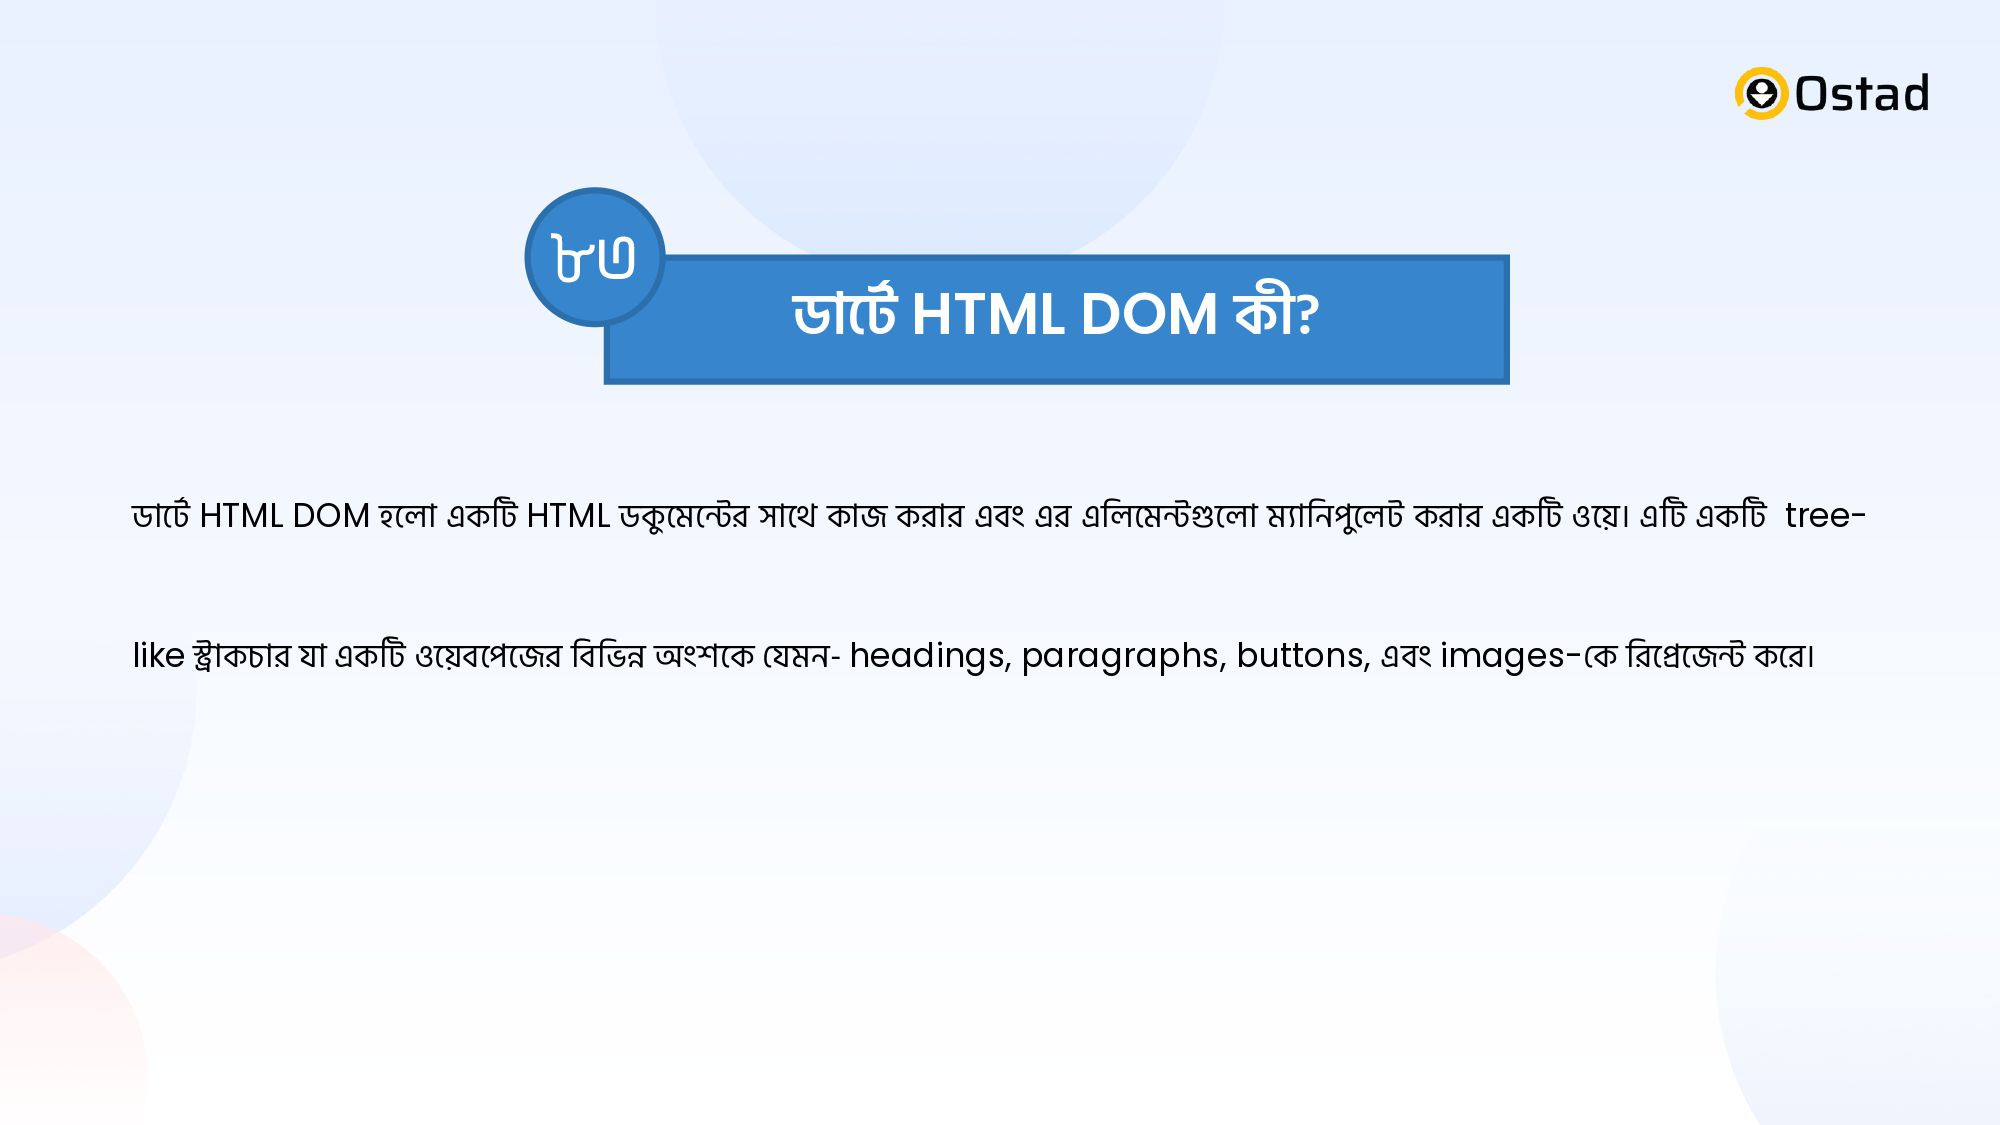 Ostad
৮৩
ডার্টে HTML DOM কী?
ডার্টে HTML DOM হলো একটি HTML ডকুমেন্টের সাথে কাজ করার এবং এর এলিমেন্টগুলো ম্যানিপুলেট করার একটি ওয়ে। এটি একটি tree-
like স্ট্রাকচার যা একটি ওয়েবপেজের বিভিন্ন অংশকে যেমন- headings, paragraphs, buttons, এবং images-কে রিপ্রেজেন্ট করে।